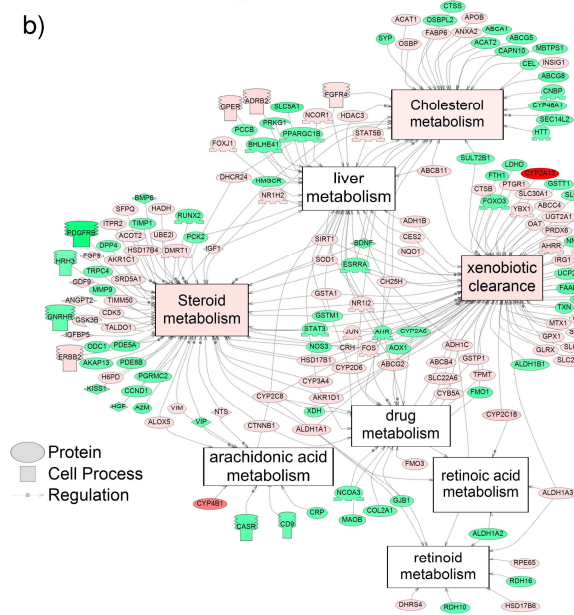 b)
CTSS
ACAT1
OSBPL2
APOB
SYP
FABP6
ANXA2
ABCA1
ABCG5
OSBP
ACAT2
CAPN10
MBTPS1
CEL
INSIG1
ABCG8
CNBP
CYP46A1
SEC14L2
HTT
FGFR4
ADRB2
GPER
SLC5A1
NCOR1
HDAC3
PRKG1
PCCB
PPARGC1B
STAT5B
FOXJ1
BHLHE41
Cholesterol
metabolism
DHCR24
HMGCR
NR1H2
liver
metabolism
ABCB11
SULT2B1
LDHD
FTH1
CYP2A13
CTSB
PTGR1
GSTT1
FOXO3
SLC30A1
YBX1
ABCC4
UGT2A1
OAT
PRDX6
AHRR
IRG1
UCP2
TXN
MTX1
GPX1
GLRX
ALDH1B1
BMP6
SFPQ
HADH
ITPR2
TIMP1
RUNX2
PDGFRB
ACOT2
UBE2I
PCK2
DPP4
HSD17B4
DMRT1
IGF1
FGF9
AKR1C1
HRH3
TRPC4
SRD5A1
GDF9
MMP9
ANGPT2
TIMM50
GNRHR
CDK5
GSK3B
TALDO1
IGFBP5
ERBB2
ODC1
PDE5A
AKAP13
PDE8B
H6PD
PGRMC2
KISS1
CCND1
HGF
A2M
VIM
NTS
ALOX5
VIP
Steroid
metabolism
SIRT1
SOD1
BDNF
ESRRA
ADH1B
CES2
NQO1
CH25H
GSTA1
NR1I2
GSTM1
STAT3
JUN
AHR
CYP2A6
NOS3
CRH
FOS
AOX1
HSD17B1
CYP2D6
ABCG2
CYP3A4
AKR1D1
CYP2C8
XDH
CTNNB1
ALDH1A1
xenobiotic
clearance
ADH1C
ABCB4
GSTP1
SLC22A6
TPMT
CYB5A
FMO1
CYP2C18
drug
metabolism
FMO3
arachidonic acid
metabolism
CYP4B1
CASR
CD9
CRP
NCOA3
MAOB
COL2A1
GJB1
retinoic acid
metabolism
ALDH1A3
ALDH1A2
retinoid
metabolism
RPE65
RDH16
DHRS4
RDH10
HSD17B6
Protein
Cell Process
Regulation